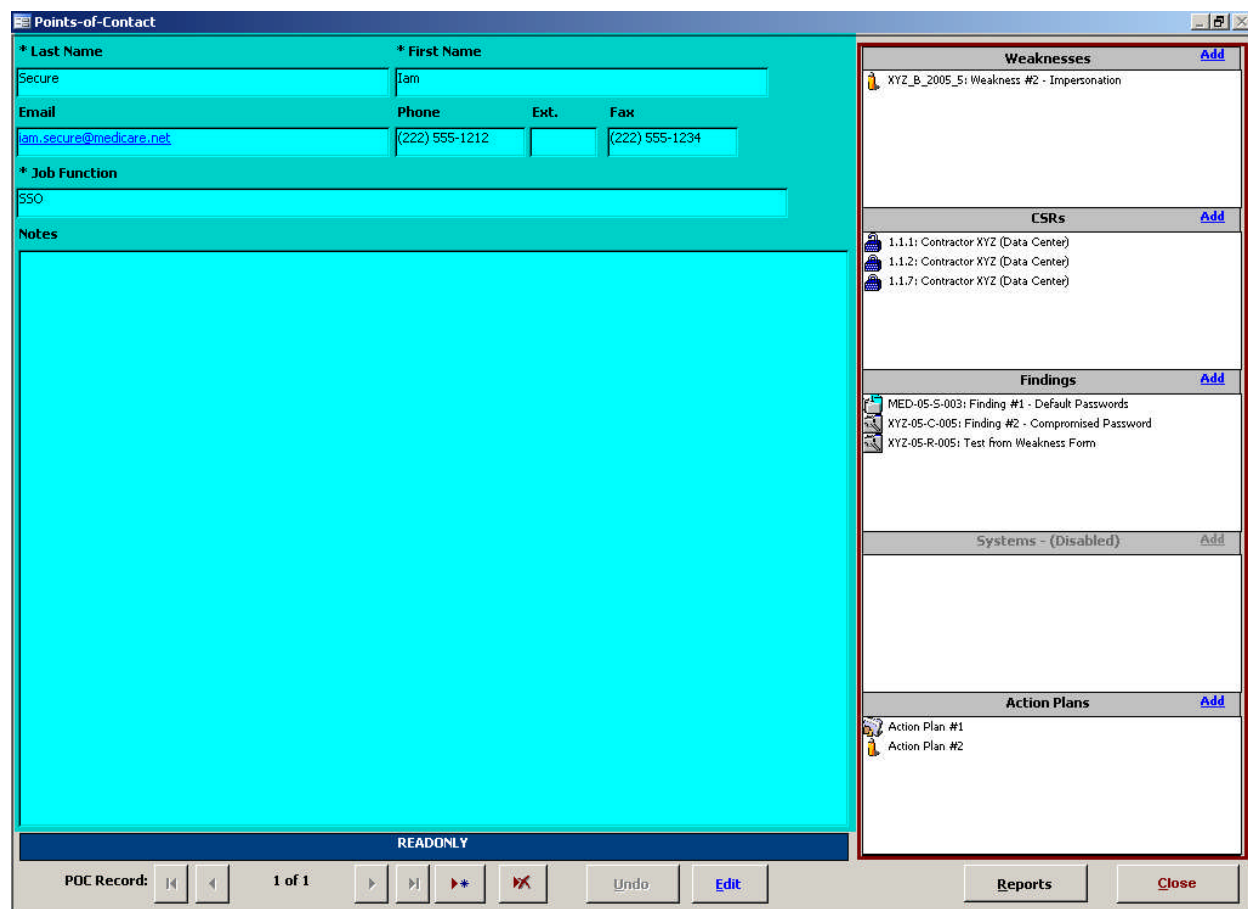 Points-of-Contact
* Last Name * First Name
Secure Iam
Email Phone Ext. Fax
iam.secure@medicare.net (222) 555-1212 (222) 555-1234
* Job Function
SSO
Notes
READONLY
POC Record: 1 of 1 Undo Edit
Weaknesses Add
XYZ_B_2005_5: Weakness #2 - Impersonation
CSRs Add
1.1.1: Contractor XYZ (Data Center)
1.1.2: Contractor XYZ (Data Center)
1.1.7: Contractor XYZ (Data Center)
Findings Add
MED-05-S-003: Finding #1 - Default Passwords
XYZ-05-C-005: Finding #2 - Compromised Password
XYZ-05-R-005: Test from Weakness Form
Systems - (Disabled) Add
Action Plans Add
Action Plan #1
Action Plan #2
Reports Close